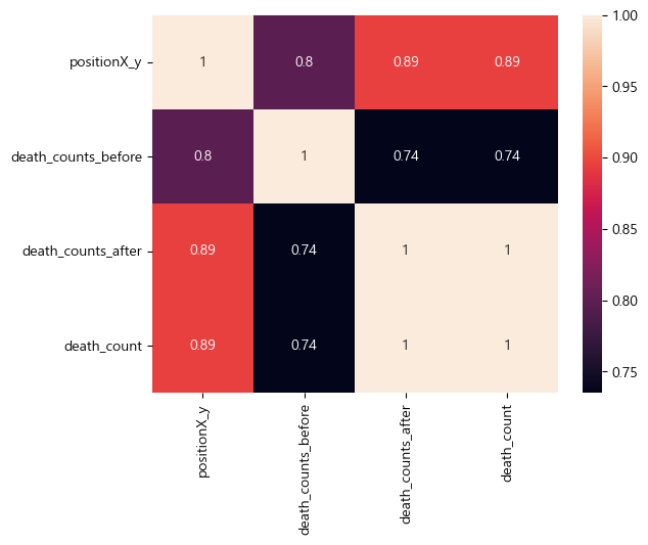 positionX_y
1
0.8
0.89
0.89
death_counts_before
0.8
1
0.74
0.74
death_counts_after
0.89
0.74
1
1
death_count
0.89
0.74
1
1
positionX_y
death_counts_before
death_counts_after
death_count
1.00
0.95
0.90
0.85
0.80
0.75